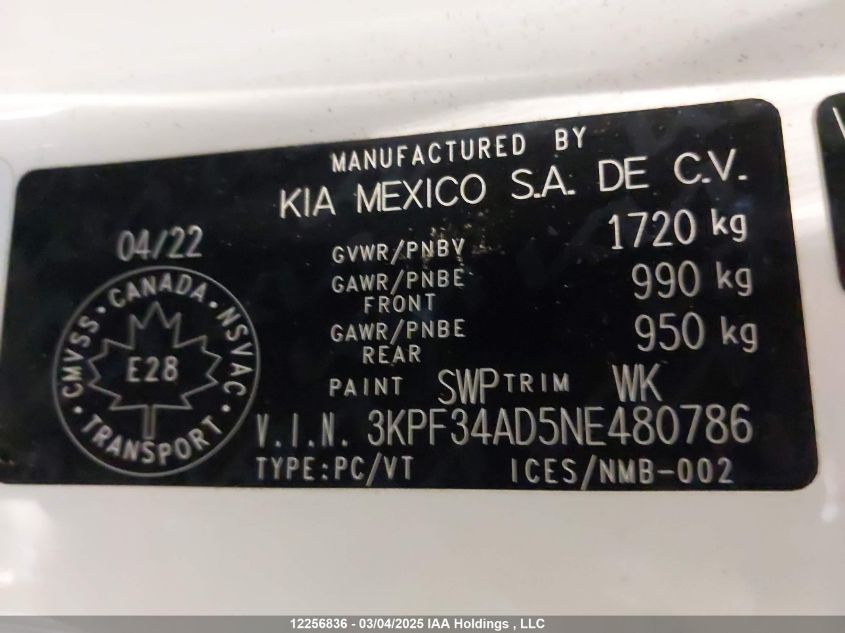 MANUFACTURED BY
KIA MEXICO S.A. DE C.V.
04/22
GVWR/PNBV 1720 kg
GAWR/PNBE FRONT 990 kg
GAWR/PNBE REAR 950 kg
PAINT SWP TRIM WK
V.I.N. 3KPF34AD5NE480786
TYPE:PC/VT ICES/NMB-002
CMVSS · CANADA · NSVAC · TRANSPORT ·
E28
12256836 - 03/04/2025 IAA Holdings , LLC